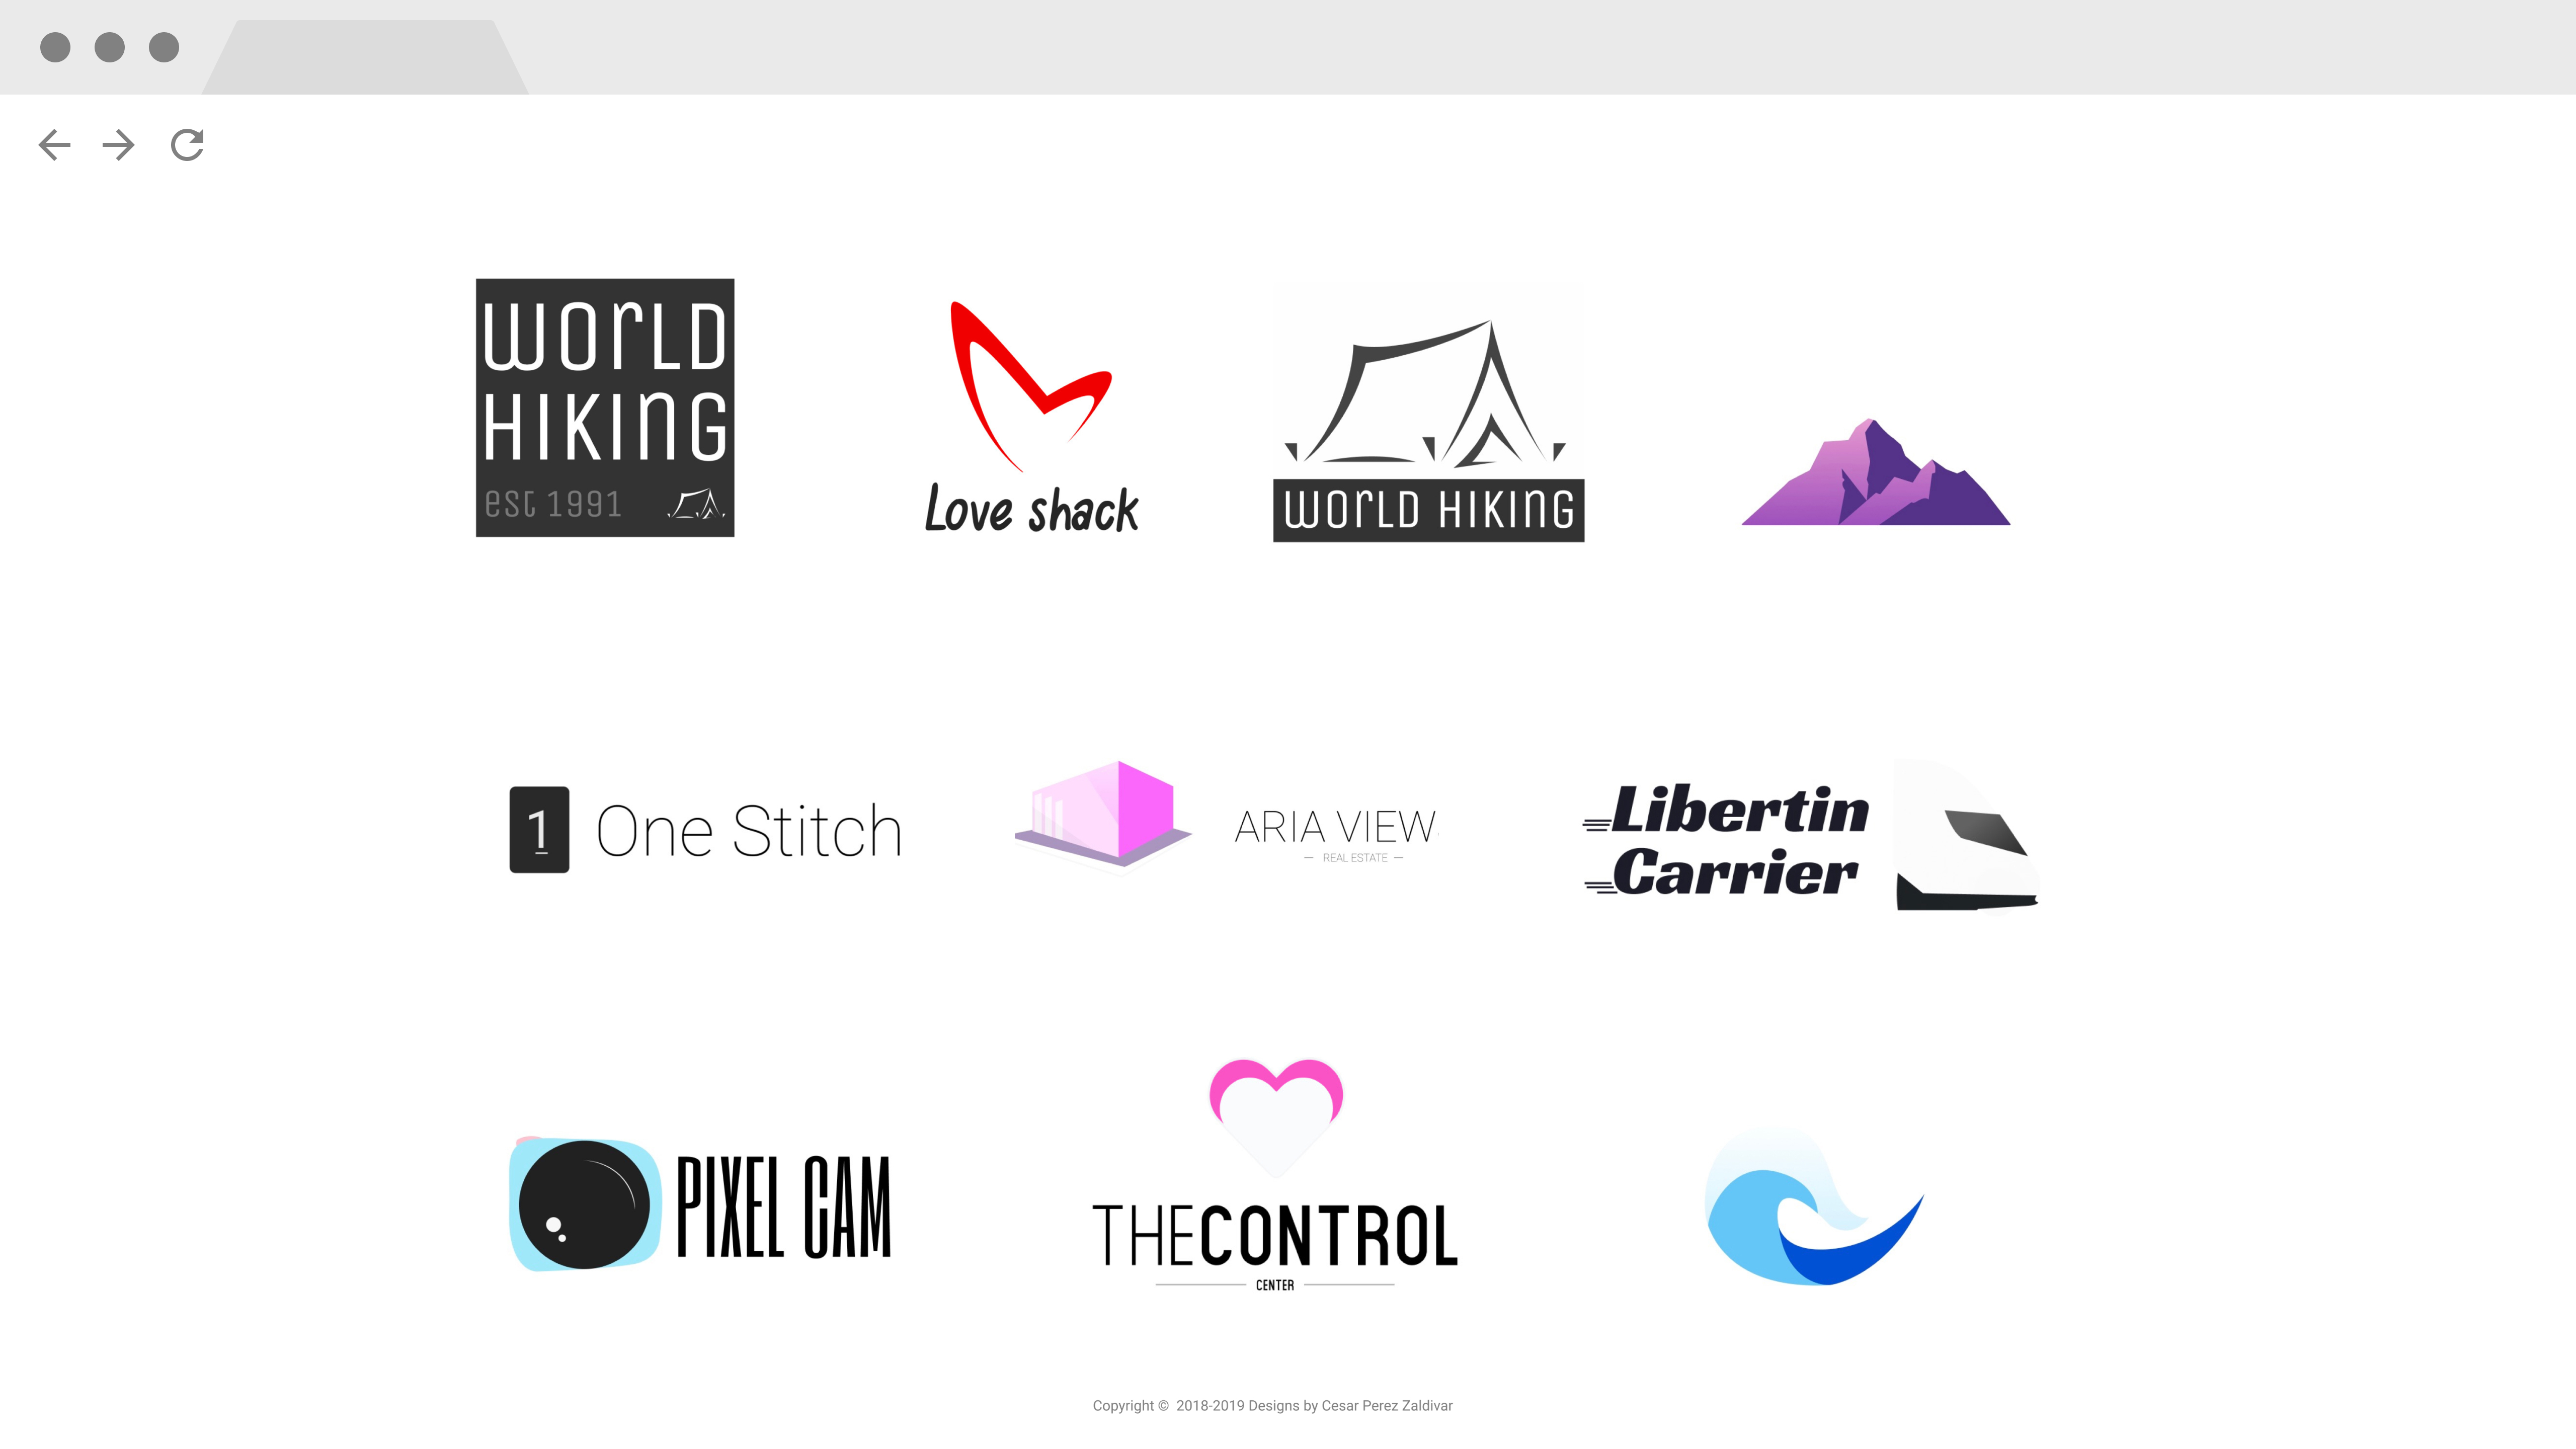 WORLD
HIKING
est 1991
Love shack
WORLD HIKING
1 One Stitch
ARIA VIEW
REAL ESTATE
Libertin
Carrier
PIXEL CAM
THECONTROL
CENTER
Copyright © 2018-2019 Designs by Cesar Perez Zaldivar